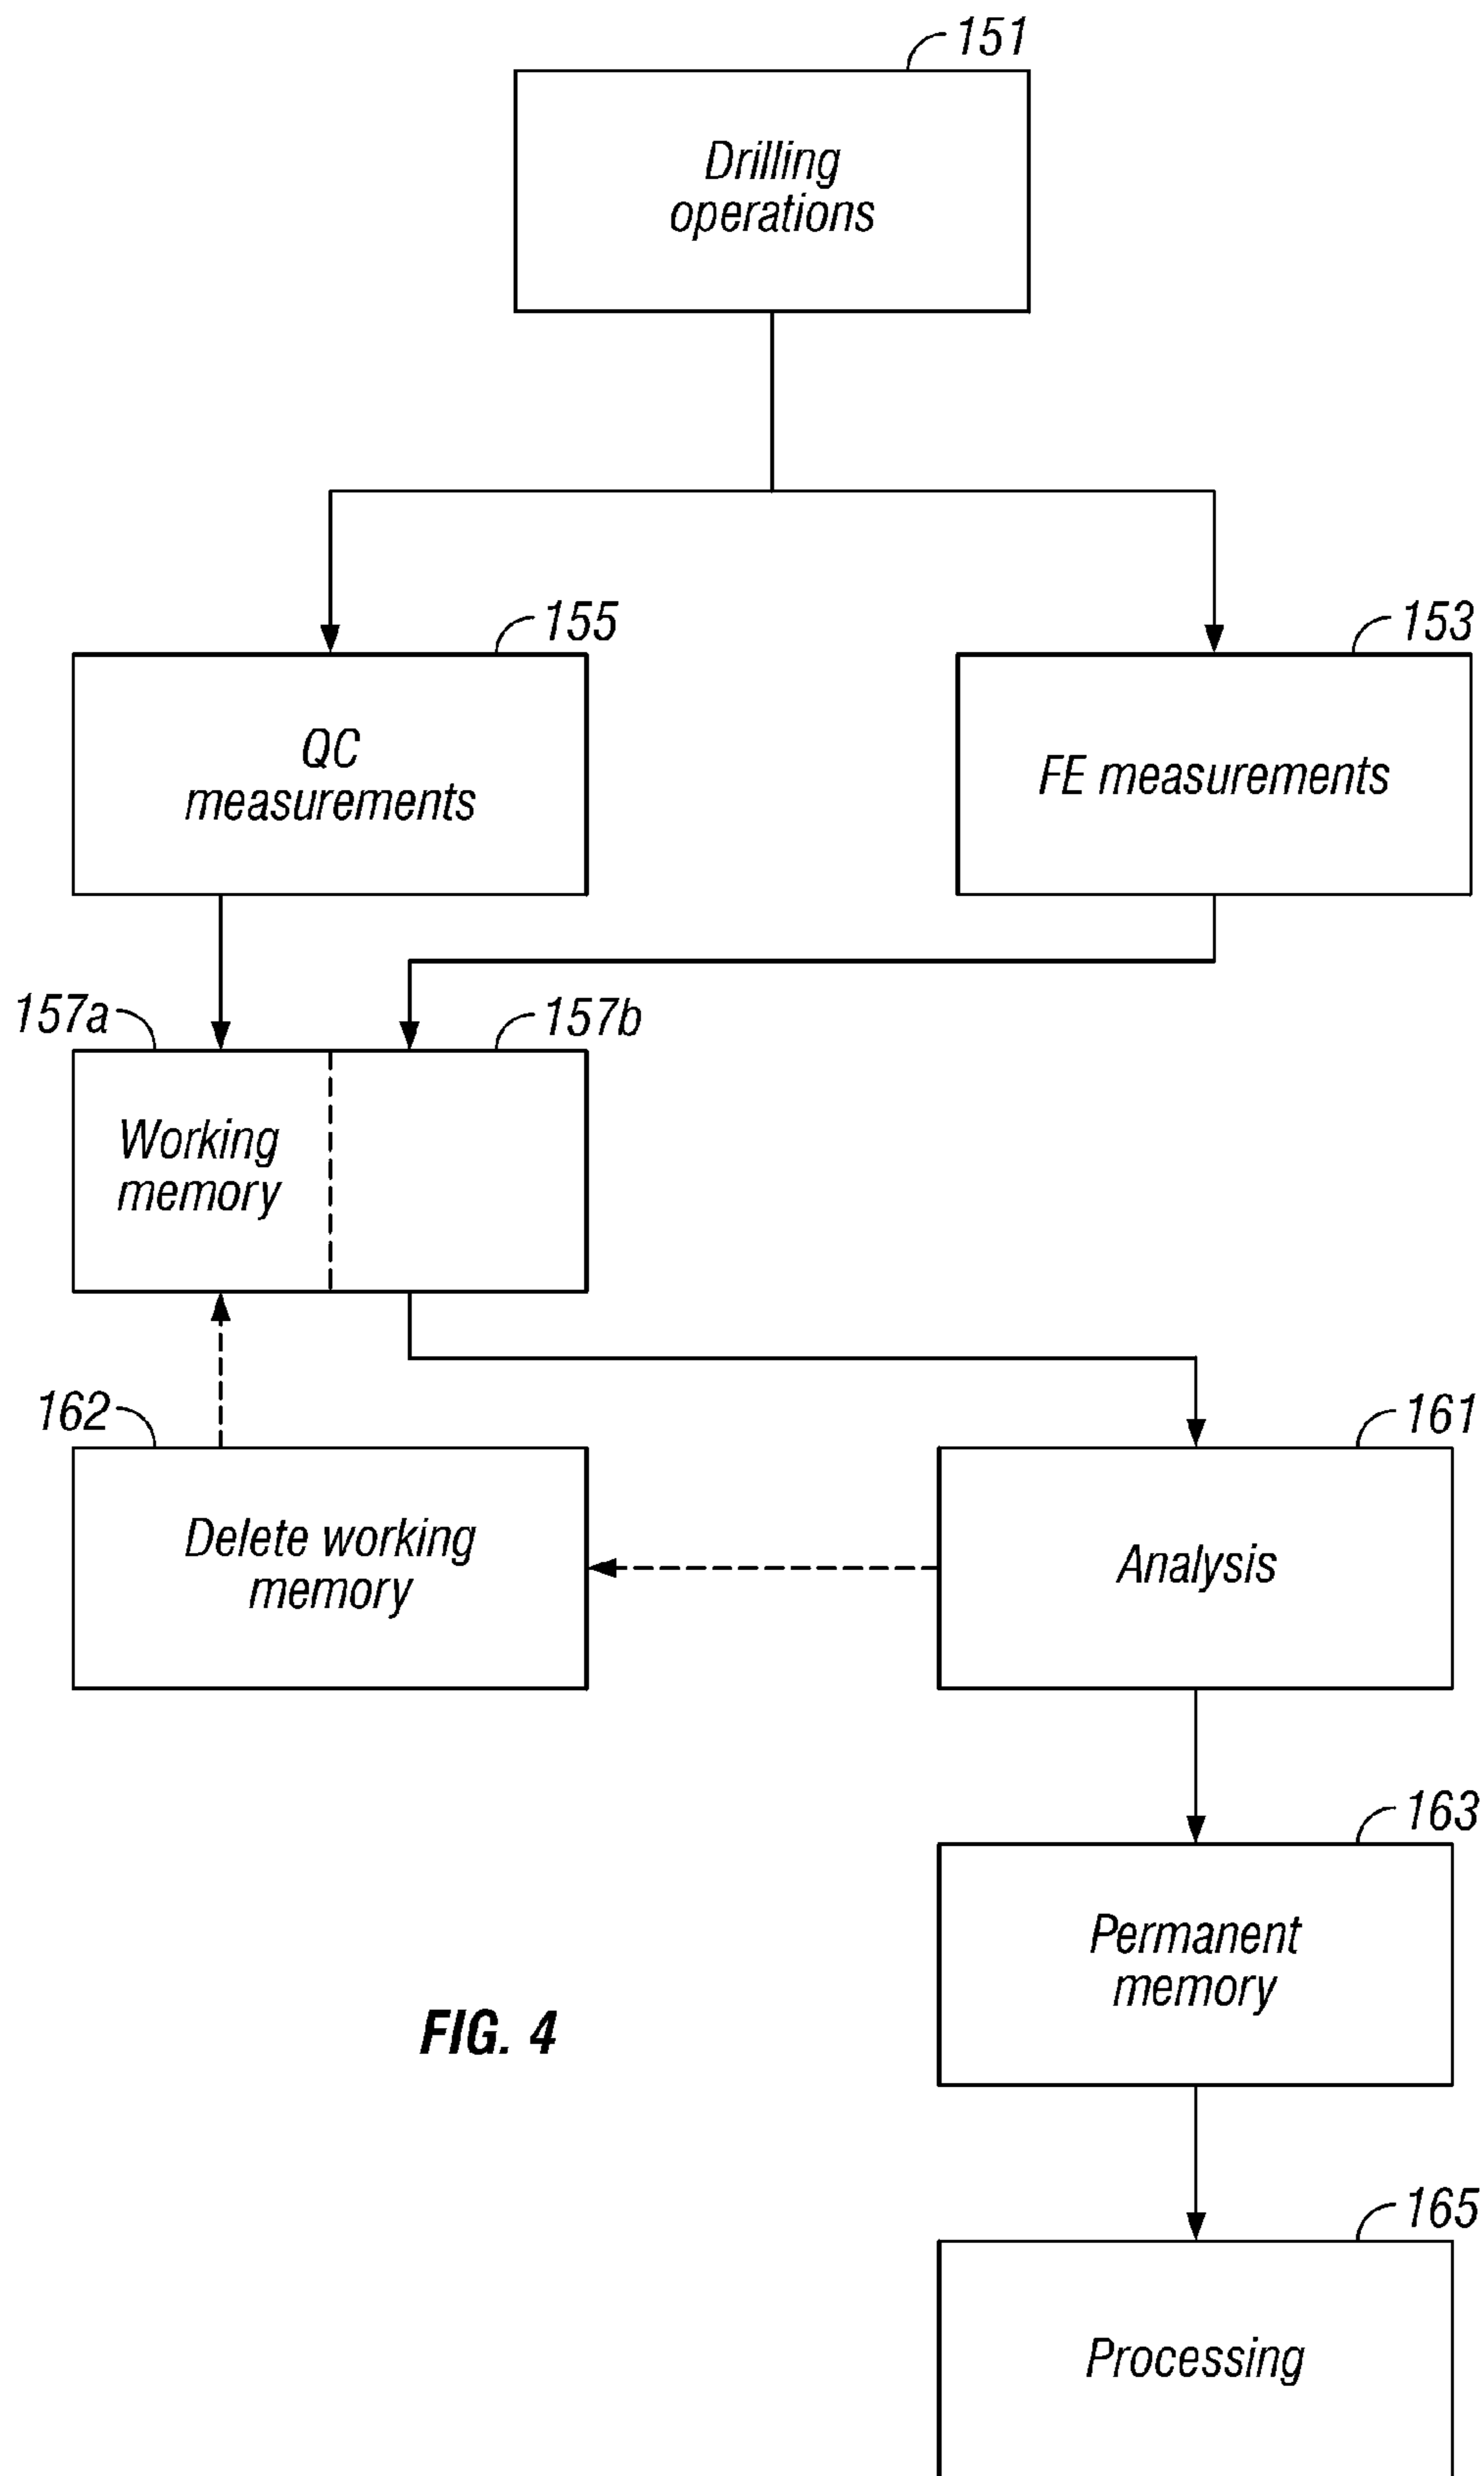 151
Drilling
operations
155
153
QC
measurements
FE measurements
157a
157b
Working
memory
162
161
Delete working
memory
Analysis
163
Permanent
memory
FIG. 4
165
Processing